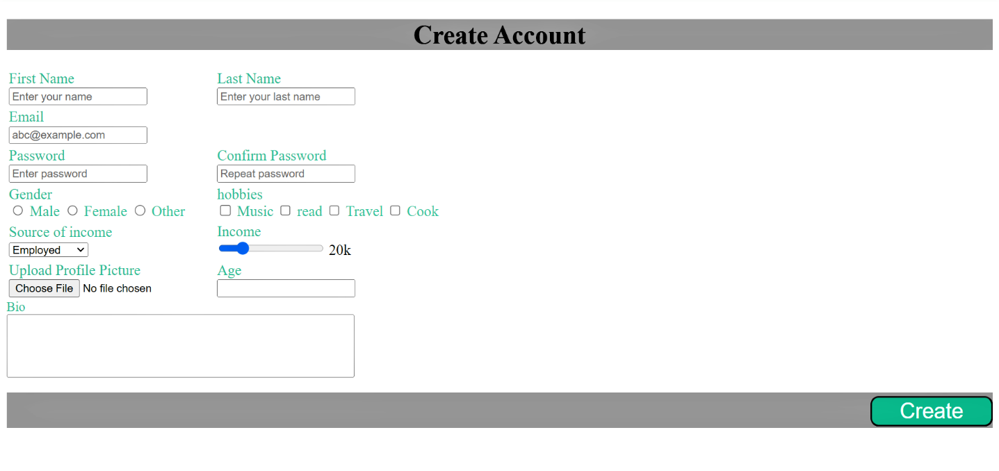 Create Account
First Name Last Name
Enter your name Enter your last name
Email
abc@example.com
Password Confirm Password
Enter password Repeat password
Gender hobbies
Male Female Other Music read Travel Cook
Source of income Income
Employed 20k
Upload Profile Picture Age
Choose File No file chosen
Bio
Create